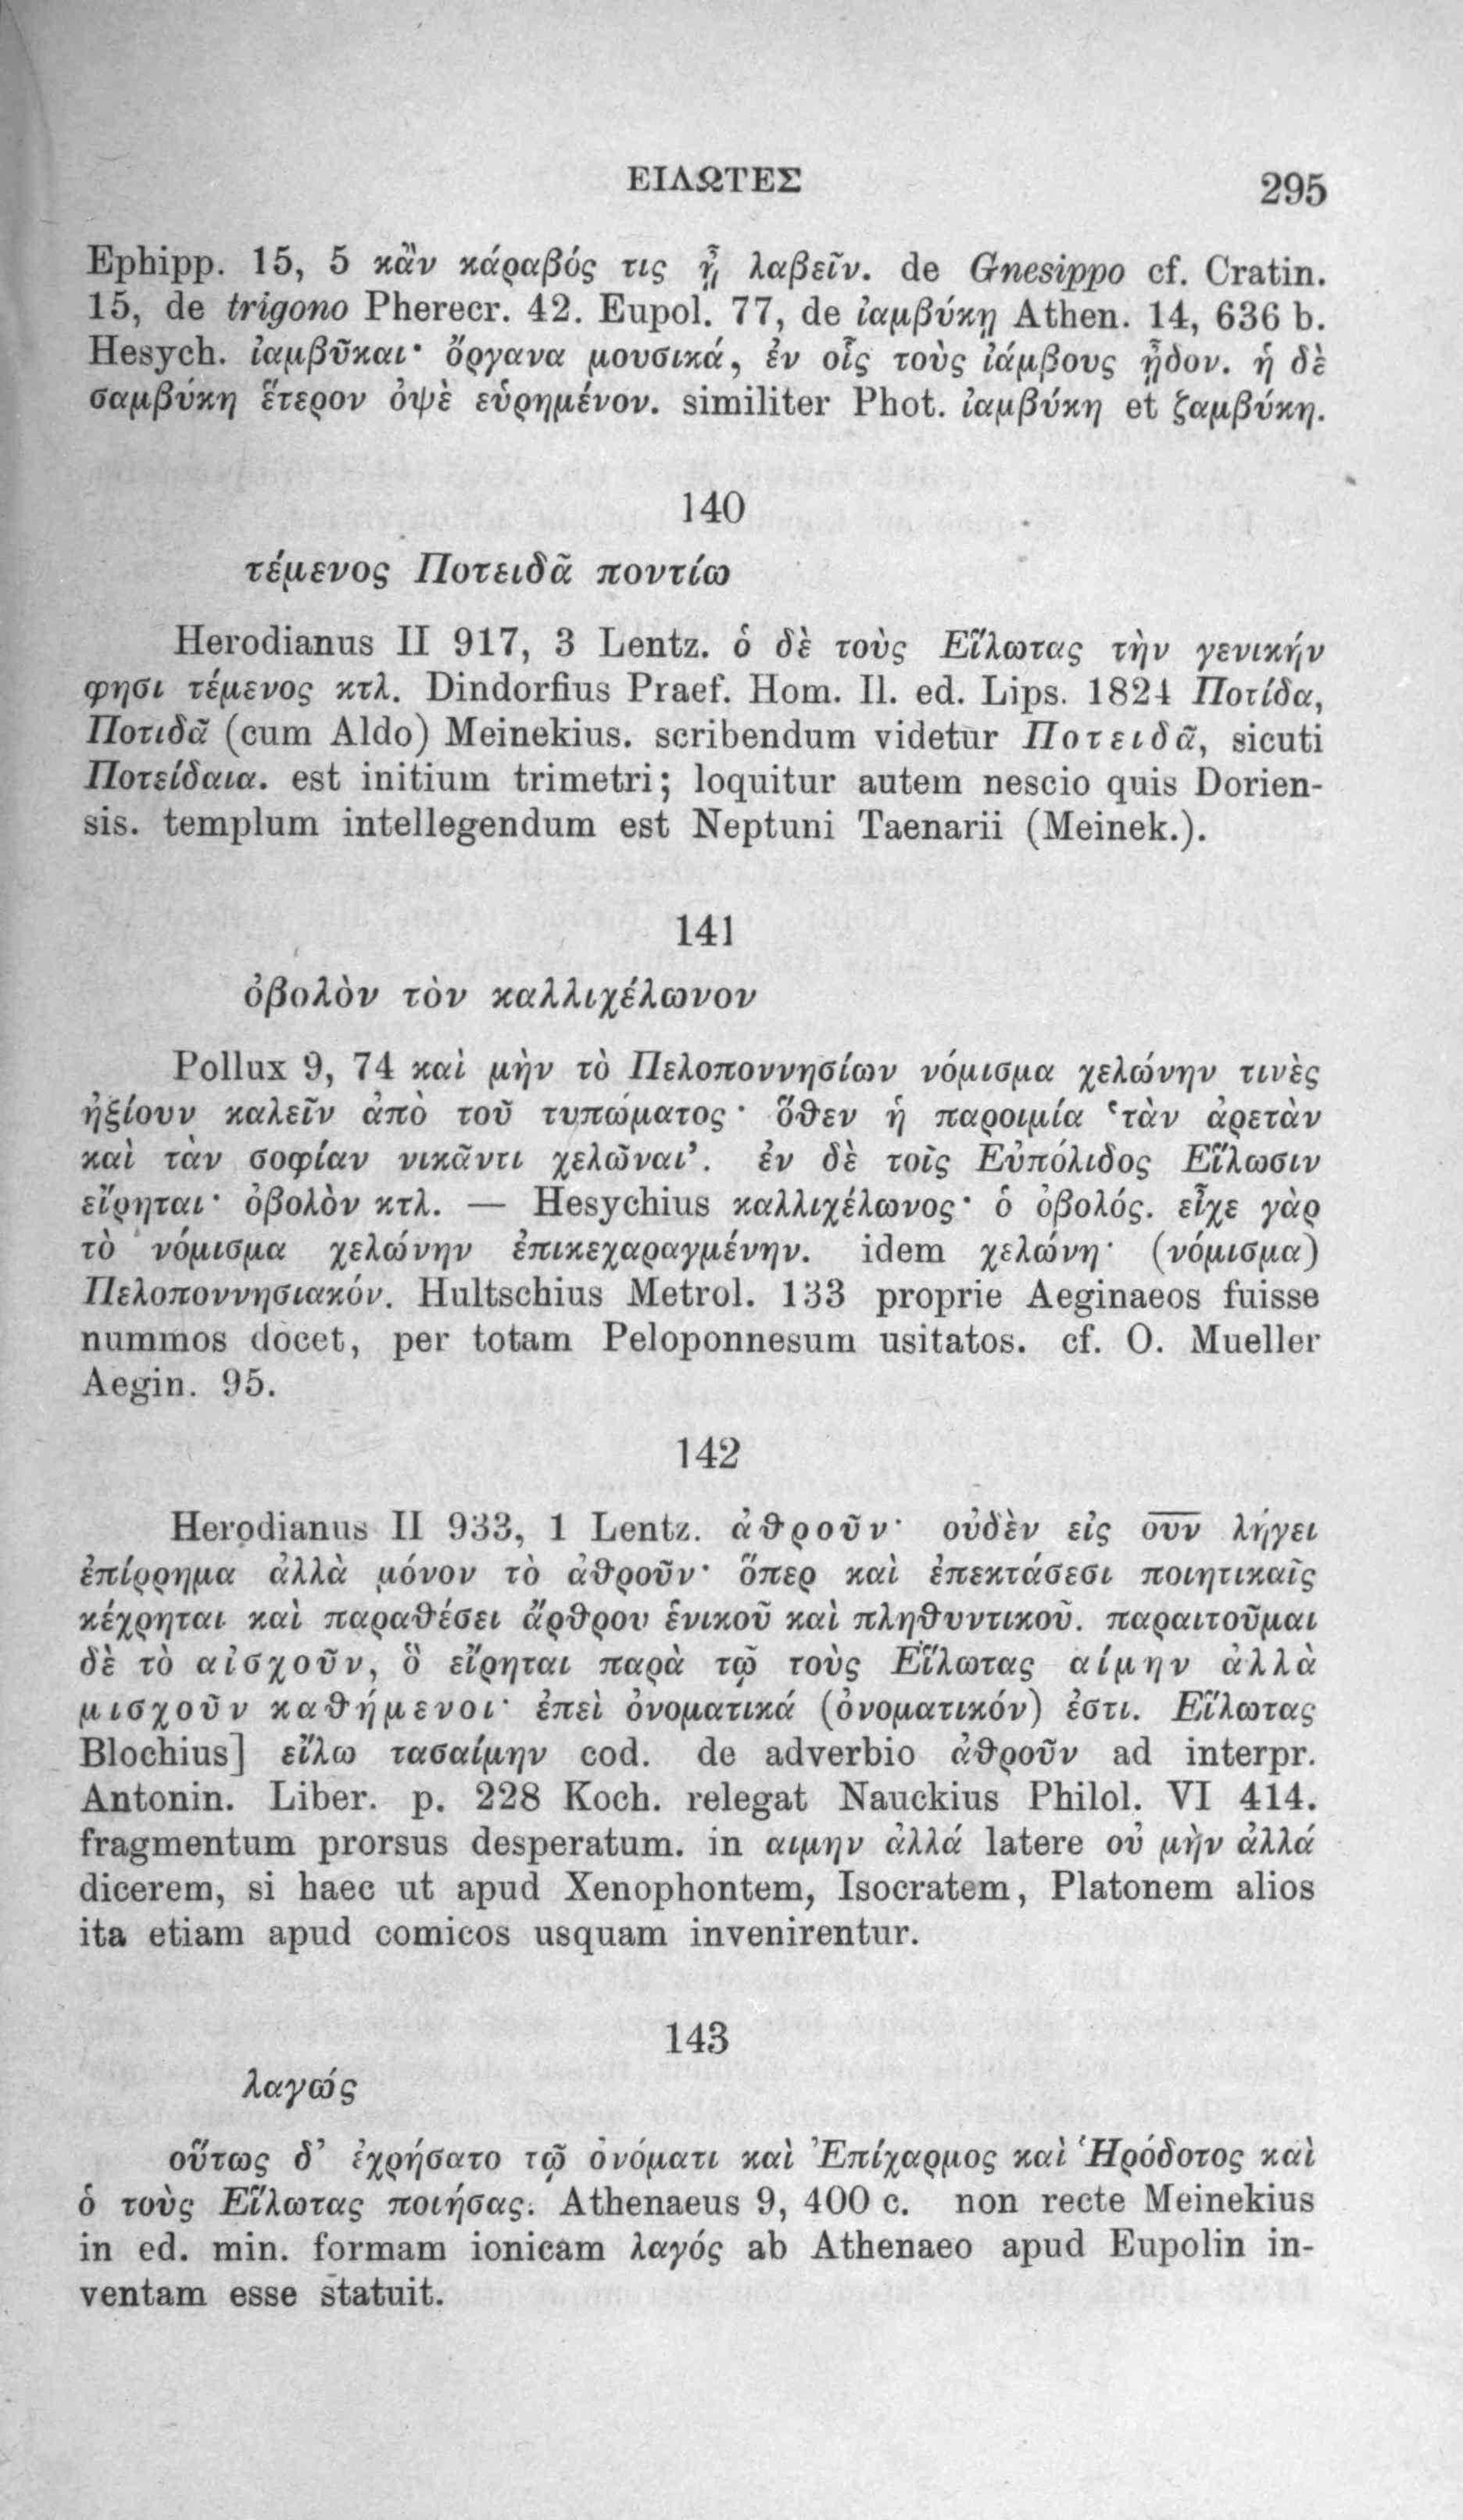 ΕΙΛΩΤΕΣ 295
Ephipp. 15, 5 κἂν κάραβός τις ᾖ λαβεῖν. de Gnesippo cf. Cratin.
15, de trigono Pherecr. 42. Eupol. 77, de ἰαμβύκῃ Athen. 14, 636 b.
Hesych. ἰαμβῦκαι· ὄργανα μουσικά, ἐν οἷς τοὺς ἰάμβους ᾖδον. ἡ δὲ
σαμβύκη ἕτερον ὀψὲ εὑρημένον. similiter Phot. ἰαμβύκη et ζαμβύκη.
140
τέμενος Ποτειδᾶ ποντίω
Herodianus II 917, 3 Lentz. ὁ δὲ τοὺς Εἵλωτας τὴν γενικήν
φησι τέμενος κτλ. Dindorfius Praef. Hom. Il. ed. Lips. 1824 Ποτίδα,
Ποτιδᾶ (cum Aldo) Meinekius. scribendum videtur Ποτειδᾶ, sicuti
Ποτείδαια. est initium trimetri; loquitur autem nescio quis Dorien-
sis. templum intellegendum est Neptuni Taenarii (Meinek.).
141
ὀβολὸν τὸν καλλιχέλωνον
Pollux 9, 74 καὶ μὴν τὸ Πελοποννησίων νόμισμα χελώνην τινὲς
ἠξίουν καλεῖν ἀπὸ τοῦ τυπώματος· ὅθεν ἡ παροιμία ‘τὰν ἀρετὰν
καὶ τὰν σοφίαν νικᾶντι χελῶναι’. ἐν δὲ τοῖς Εὐπόλιδος Εἵλωσιν
εἴρηται· ὀβολὸν κτλ. — Hesychius καλλιχέλωνος· ὁ ὀβολός. εἶχε γὰρ
τὸ νόμισμα χελώνην ἐπικεχαραγμένην. idem χελώνη· (νόμισμα)
Πελοποννησιακόν. Hultschius Metrol. 133 proprie Aeginaeos fuisse
nummos docet, per totam Peloponnesum usitatos. cf. O. Mueller
Aegin. 95.
142
Herodianus II 933, 1 Lentz. ἀθροῦν· οὐδὲν εἰς ουν λήγει
ἐπίρρημα ἀλλὰ μόνον τὸ ἀθροῦν· ὅπερ καὶ ἐπεκτάσεσι ποιητικαῖς
κέχρηται καὶ παραθέσει ἄρθρου ἑνικοῦ καὶ πληθυντικοῦ. παραιτοῦμαι
δὲ τὸ αἰσχοῦν, ὃ εἴρηται παρὰ τῷ τοὺς Εἵλωτας αίμην ἀλλὰ
μισχοῦν καθήμενοι· ἐπεὶ ὀνοματικά (ὀνοματικόν) ἐστι. Εἵλωτας
Blochius] εἵλω τασαίμην cod. de adverbio ἀθροῦν ad interpr.
Antonin. Liber. p. 228 Koch. relegat Nauckius Philol. VI 414.
fragmentum prorsus desperatum. in αιμην ἀλλά latere οὐ μὴν ἀλλά
dicerem, si haec ut apud Xenophontem, Isocratem, Platonem alios
ita etiam apud comicos usquam invenirentur.
143
λαγώς
οὕτως δ’ ἐχρήσατο τῷ ὀνόματι καὶ Ἐπίχαρμος καὶ Ἡρόδοτος καὶ
ὁ τοὺς Εἵλωτας ποιήσας. Athenaeus 9, 400 c. non recte Meinekius
in ed. min. formam ionicam λαγός ab Athenaeo apud Eupolin in-
ventam esse statuit.